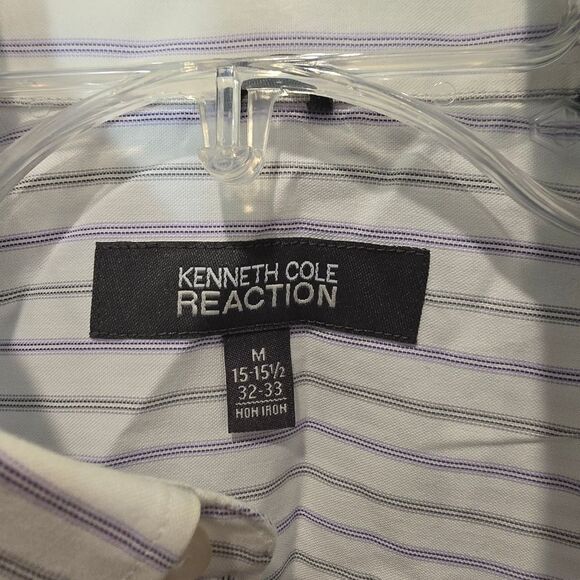 KENNETH COLE
REACTION
M
15-15½
32-33
NON IRON